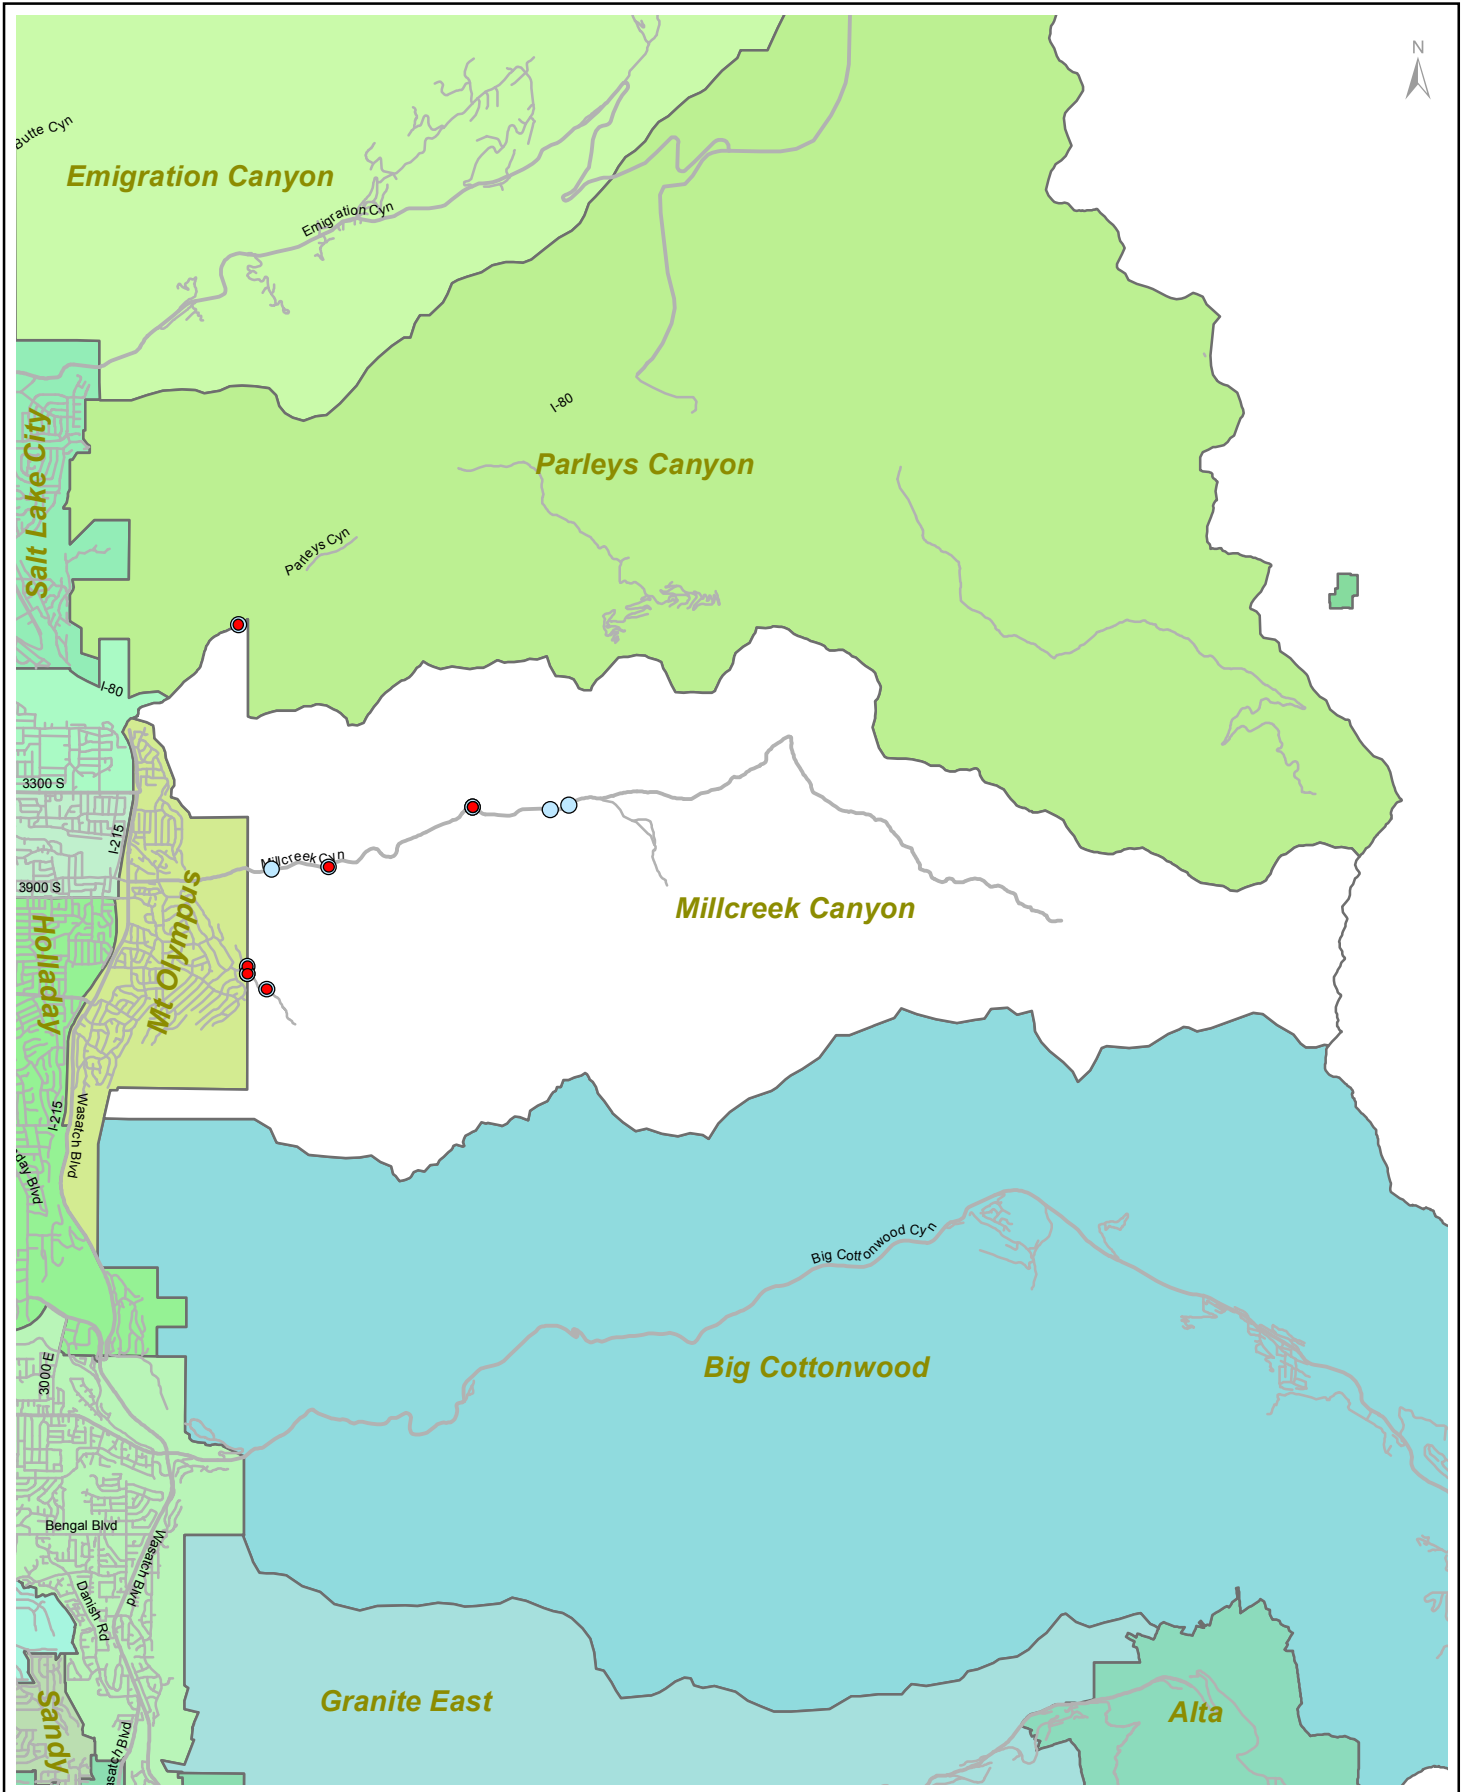 N
Butte Cyn
Emigration Canyon
Emigration Cyn
I-80
Salt Lake City
Parleys Canyon
Parleys Cyn
I-80
3300 S
I-215
Millcreek Cyn
3900 S
Millcreek Canyon
Holladay
Mt Olympus
I-215
Wasatch Blvd
day Blvd
Big Cottonwood Cyn
3000 E
Big Cottonwood
Bengal Blvd
Wasatch Blvd
Danish Rd
Granite East
Sandy
Alta
asatch Blvd